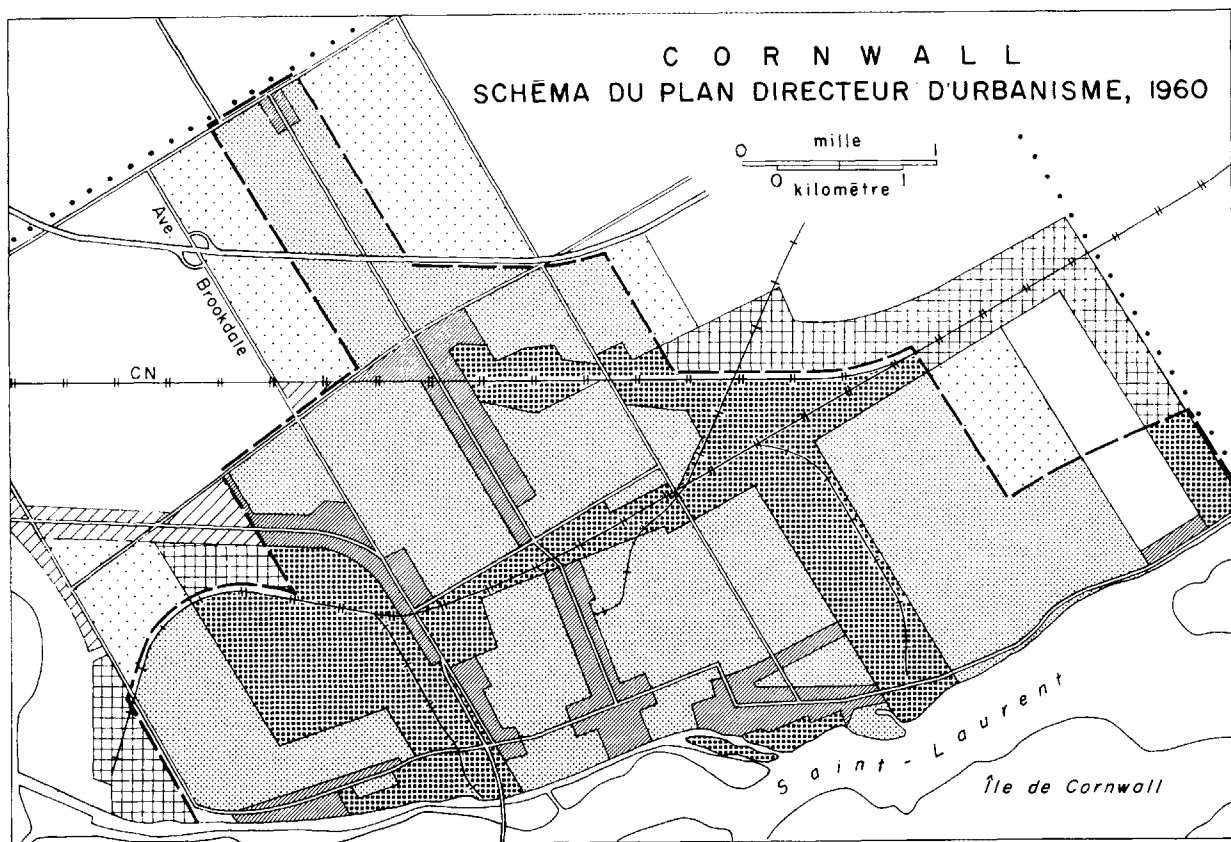 CORNWALL
SCHÉMA DU PLAN DIRECTEUR D'URBANISME, 1960
mille
0 1
0 1
kilomètre
Ave Brookdale
CN
Saint-Laurent
Île de Cornwall